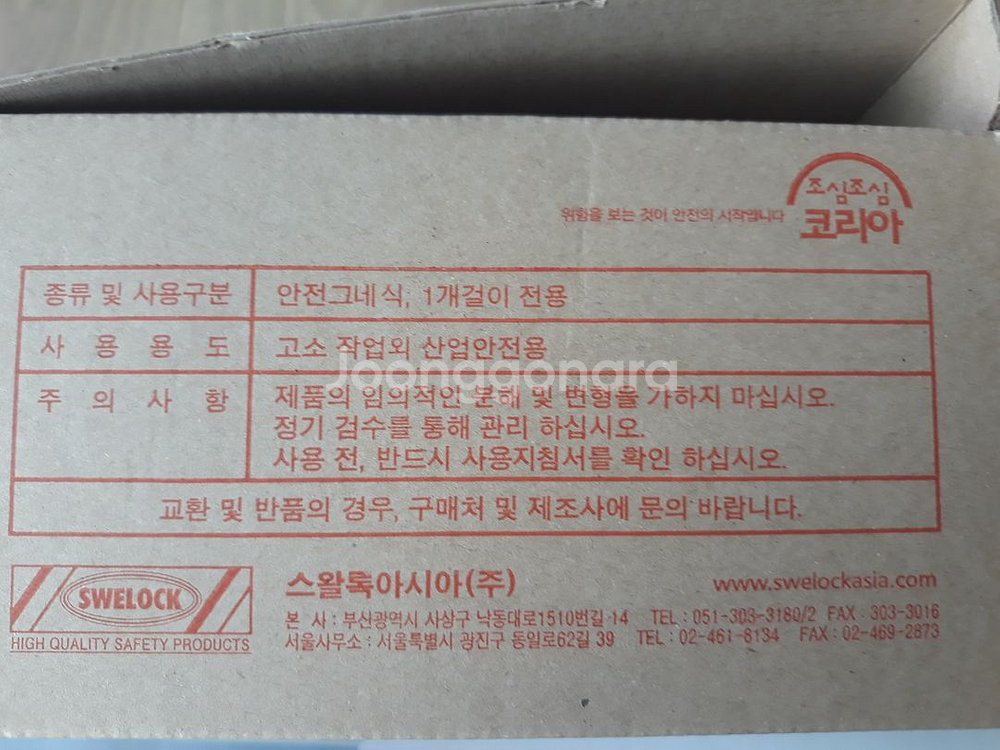 조심조심
위험을 보는 것이 안전의 시작입니다 코리아
종류 및 사용구분 안전그네식, 1개걸이 전용
사 용 용 도 고소 작업외 산업안전용
Joonggonara
주 의 사 항 제품의 임의적인 분해 및 변형을 가하지 마십시오.
정기 검수를 통해 관리 하십시오.
사용 전, 반드시 사용지침서를 확인 하십시오.
교환 및 반품의 경우, 구매처 및 제조사에 문의 바랍니다.
SWELOCK
HIGH QUALITY SAFETY PRODUCTS
스왈록아시아(주) www.swelockasia.com
본 사 : 부산광역시 사상구 낙동대로1510번길 14 TEL : 051-303-3180/2 FAX : 303-3016
서울사무소 : 서울특별시 광진구 동일로62길 39 TEL : 02-461-8134 FAX : 02-469-2873